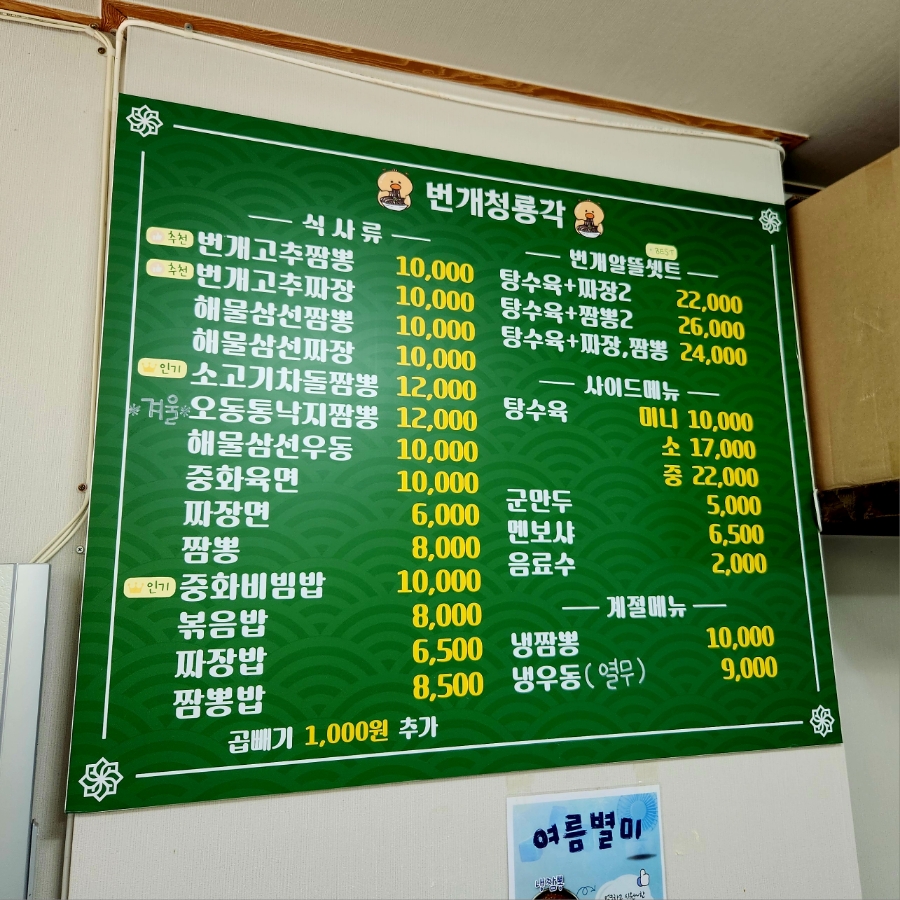 번개청룡각
식사류
추천 번개고추짬뽕 10,000
추천 번개고추짜장 10,000
해물삼선짬뽕 10,000
해물삼선짜장 10,000
인기 소고기차돌짬뽕 12,000
*겨울* 오동통낙지짬뽕 12,000
해물삼선우동 10,000
중화육면 10,000
짜장면 6,000
짬뽕 8,000
인기 중화비빔밥 10,000
볶음밥 8,000
짜장밥 6,500
짬뽕밥 8,500
곱빼기 1,000원 추가
BEST
번개알뜰셋트
탕수육+짜장2 22,000
탕수육+짬뽕2 26,000
탕수육+짜장,짬뽕 24,000
사이드메뉴
탕수육 미니 10,000
소 17,000
중 22,000
군만두 5,000
멘보샤 6,500
음료수 2,000
계절메뉴
냉짬뽕 10,000
냉우동(열무) 9,000
여름별미
냉짬뽕